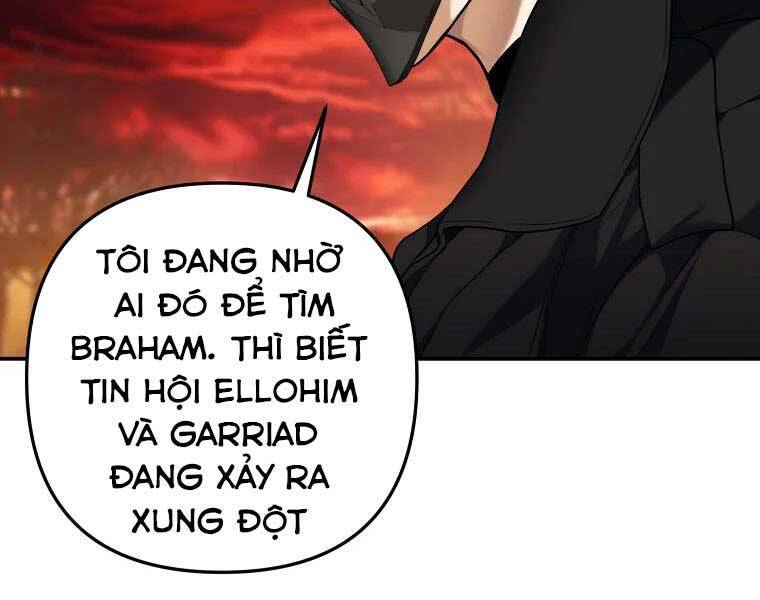 TÔI ĐANG NHỜ
AI ĐÓ ĐỂ TÌM
BRAHAM. THÌ BIẾT
TIN HỘI ELLOHIM
VÀ GARRIAD
ĐANG XẢY RA
XUNG ĐỘT